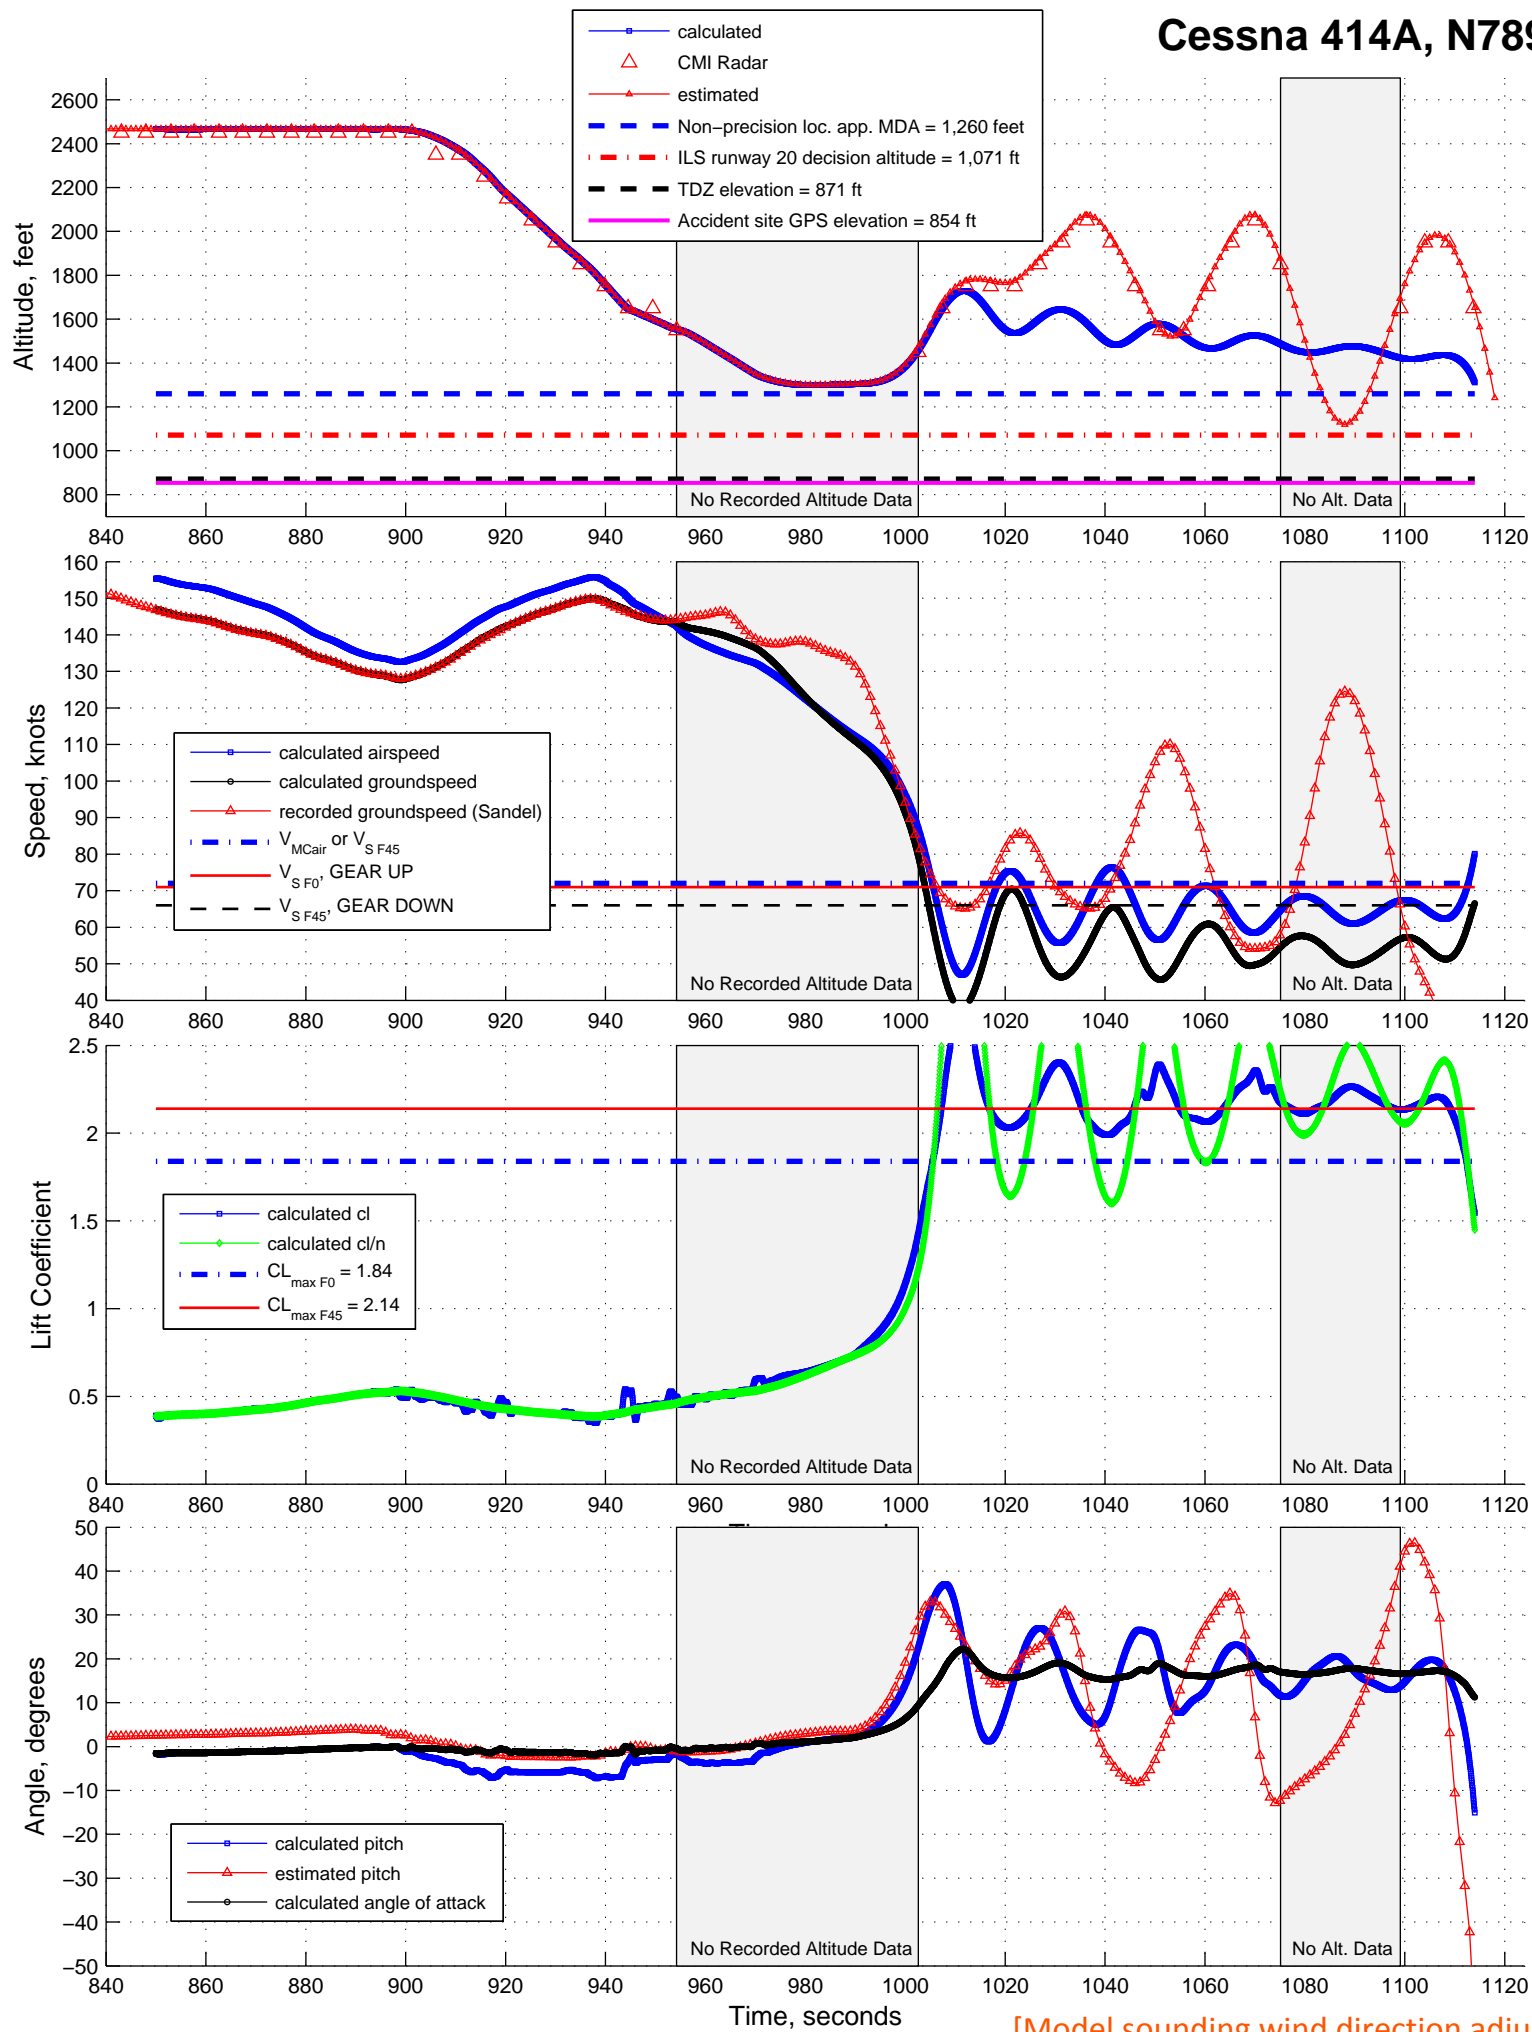 Cessna 414A, N789
calculated
CMI Radar
estimated
Non−precision loc. app. MDA = 1,260 feet
ILS runway 20 decision altitude = 1,071 ft
TDZ elevation = 871 ft
Accident site GPS elevation = 854 ft
2600
2400
2200
2000
1800
1600
1400
1200
1000
800
Altitude, feet
No Recorded Altitude Data
No Alt. Data
840 860 880 900 920 940 960 980 1000 1020 1040 1060 1080 1100 1120
160
150
140
130
120
110
100
90
80
70
60
50
40
Speed, knots
calculated airspeed
calculated groundspeed
recorded groundspeed (Sandel)
V MCair or V S F45
V S F0, GEAR UP
V S F45, GEAR DOWN
No Recorded Altitude Data
No Alt. Data
840 860 880 900 920 940 960 980 1000 1020 1040 1060 1080 1100 1120
2.5
2
1.5
1
0.5
0
Lift Coefficient
calculated cl
calculated cl/n
CL max F0 = 1.84
CL max F45 = 2.14
No Recorded Altitude Data
No Alt. Data
840 860 880 900 920 940 960 980 1000 1020 1040 1060 1080 1100 1120
50
40
30
20
10
0
−10
−20
−30
−40
−50
Angle, degrees
calculated pitch
estimated pitch
calculated angle of attack
No Recorded Altitude Data
No Alt. Data
840 860 880 900 920 940 960 980 1000 1020 1040 1060 1080 1100 1120
Time, seconds
[Model sounding wind direction adju